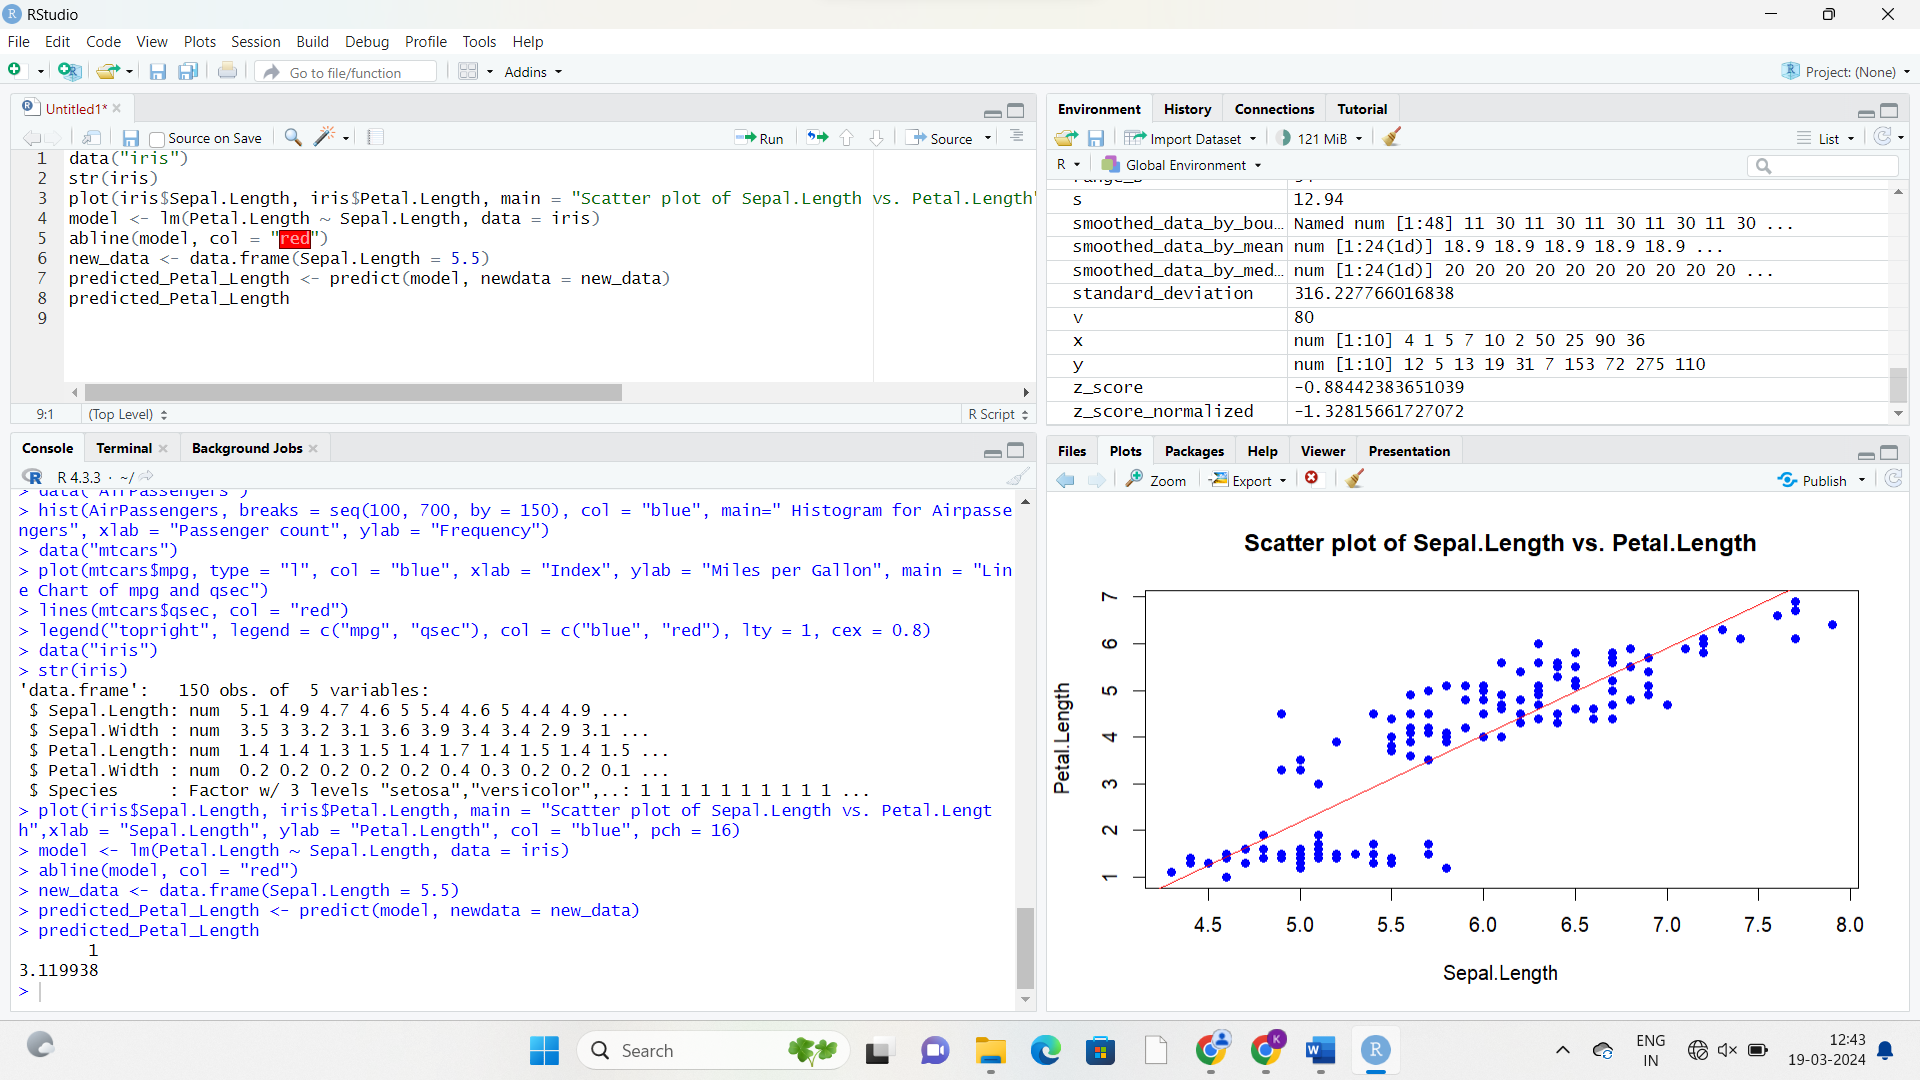 RStudio
File Edit Code View Plots Session Build Debug Profile Tools Help
Go to file/function Addins Project: (None)
Untitled1*
Source on Save Run Source
1 data("iris")
2 str(iris)
3 plot(iris$Sepal.Length, iris$Petal.Length, main = "Scatter plot of Sepal.Length vs. Petal.Length"
4 model <- lm(Petal.Length ~ Sepal.Length, data = iris)
5 abline(model, col = "red")
6 new_data <- data.frame(Sepal.Length = 5.5)
7 predicted_Petal_Length <- predict(model, newdata = new_data)
8 predicted_Petal_Length
9
9:1 (Top Level) R Script
Console Terminal Background Jobs
R 4.3.3 · ~/
> data("AirPassengers")
> hist(AirPassengers, breaks = seq(100, 700, by = 150), col = "blue", main=" Histogram for Airpasse
ngers", xlab = "Passenger count", ylab = "Frequency")
> data("mtcars")
> plot(mtcars$mpg, type = "l", col = "blue", xlab = "Index", ylab = "Miles per Gallon", main = "Lin
e Chart of mpg and qsec")
> lines(mtcars$qsec, col = "red")
> legend("topright", legend = c("mpg", "qsec"), col = c("blue", "red"), lty = 1, cex = 0.8)
> data("iris")
> str(iris)
'data.frame': 150 obs. of 5 variables:
$ Sepal.Length: num 5.1 4.9 4.7 4.6 5 5.4 4.6 5 4.4 4.9 ...
$ Sepal.Width : num 3.5 3 3.2 3.1 3.6 3.9 3.4 3.4 2.9 3.1 ...
$ Petal.Length: num 1.4 1.4 1.3 1.5 1.4 1.7 1.4 1.5 1.4 1.5 ...
$ Petal.Width : num 0.2 0.2 0.2 0.2 0.2 0.4 0.3 0.2 0.2 0.1 ...
$ Species : Factor w/ 3 levels "setosa","versicolor",..: 1 1 1 1 1 1 1 1 1 1 ...
> plot(iris$Sepal.Length, iris$Petal.Length, main = "Scatter plot of Sepal.Length vs. Petal.Lengt
h",xlab = "Sepal.Length", ylab = "Petal.Length", col = "blue", pch = 16)
> model <- lm(Petal.Length ~ Sepal.Length, data = iris)
> abline(model, col = "red")
> new_data <- data.frame(Sepal.Length = 5.5)
> predicted_Petal_Length <- predict(model, newdata = new_data)
> predicted_Petal_Length
1
3.119938
>
Environment History Connections Tutorial
Import Dataset 121 MiB List
R Global Environment
s 12.94
smoothed_data_by_bou... Named num [1:48] 11 30 11 30 11 30 11 30 11 30 ...
smoothed_data_by_mean num [1:24(1d)] 18.9 18.9 18.9 18.9 18.9 ...
smoothed_data_by_med... num [1:24(1d)] 20 20 20 20 20 20 20 20 20 20 ...
standard_deviation 316.227766016838
v 80
x num [1:10] 4 1 5 7 10 2 50 25 90 36
y num [1:10] 12 5 13 19 31 7 153 72 275 110
z_score -0.88442383651039
z_score_normalized -1.32815661727072
Files Plots Packages Help Viewer Presentation
Zoom Export Publish
Scatter plot of Sepal.Length vs. Petal.Length
Petal.Length
7
6
5
4
3
2
1
4.5 5.0 5.5 6.0 6.5 7.0 7.5 8.0
Sepal.Length
Search
K
ENG
IN
12:43
19-03-2024